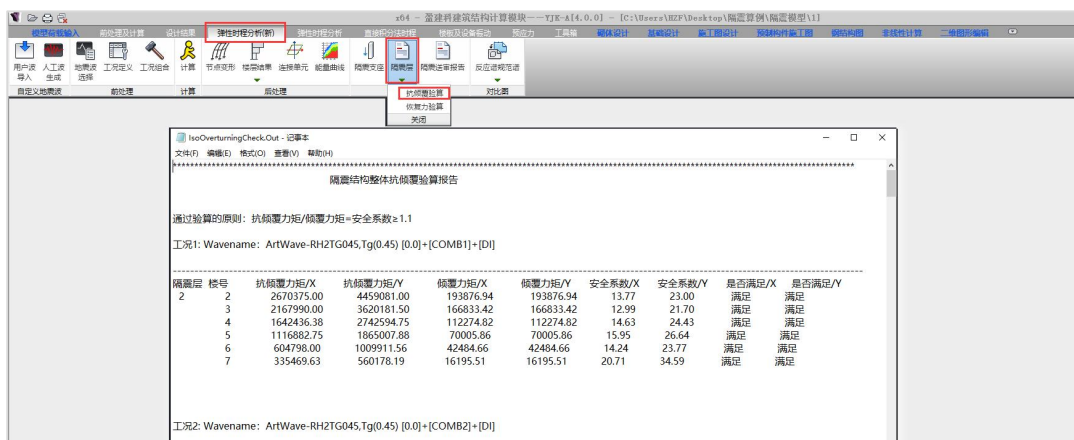 x64 - 盈建科建筑结构计算模块---YJK-A[4.0.0] - [C:\Users\HZF\Desktop\隔震算例\隔震模型\1]
模型荷载输入 前处理及计算 设计结果 弹性时程分析(新) 弹性时程分析 直接积分法时程 楼板及设备振动 预应力 工具箱 砌体设计 基础设计 施工图设计 预制构件施工图 钢结构图 非线性计算 二维图形编辑
用户波导入 人工波生成 地震波选择 工况定义 工况组合 计算 节点变形 楼层结果 连接单元 能量曲线 隔震支座 隔震层 隔震送审报告 反应谱规范谱
自定义地震波 前处理 计算 后处理 对比图
抗倾覆验算
恢复力验算
关闭
IsoOverturningCheck.Out - 记事本
文件(F) 编辑(E) 格式(O) 查看(V) 帮助(H)
隔震结构整体抗倾覆验算报告
通过验算的原则：抗倾覆力矩/倾覆力矩=安全系数≥1.1
工况1: Wavename：ArtWave-RH2TG045,Tg(0.45) [0.0]+[COMB1]+[DI]
隔震层 楼号 抗倾覆力矩/X 抗倾覆力矩/Y 倾覆力矩/X 倾覆力矩/Y 安全系数/X 安全系数/Y 是否满足/X 是否满足/Y
2 2 2670375.00 4459081.00 193876.94 193876.94 13.77 23.00 满足 满足
3 2167990.00 3620181.50 166833.42 166833.42 12.99 21.70 满足 满足
4 1642436.38 2742594.75 112274.82 112274.82 14.63 24.43 满足 满足
5 1116882.75 1865007.88 70005.86 70005.86 15.95 26.64 满足 满足
6 604798.00 1009911.56 42484.66 42484.66 14.24 23.77 满足 满足
7 335469.63 560178.19 16195.51 16195.51 20.71 34.59 满足 满足
工况2: Wavename：ArtWave-RH2TG045,Tg(0.45) [0.0]+[COMB2]+[DI]